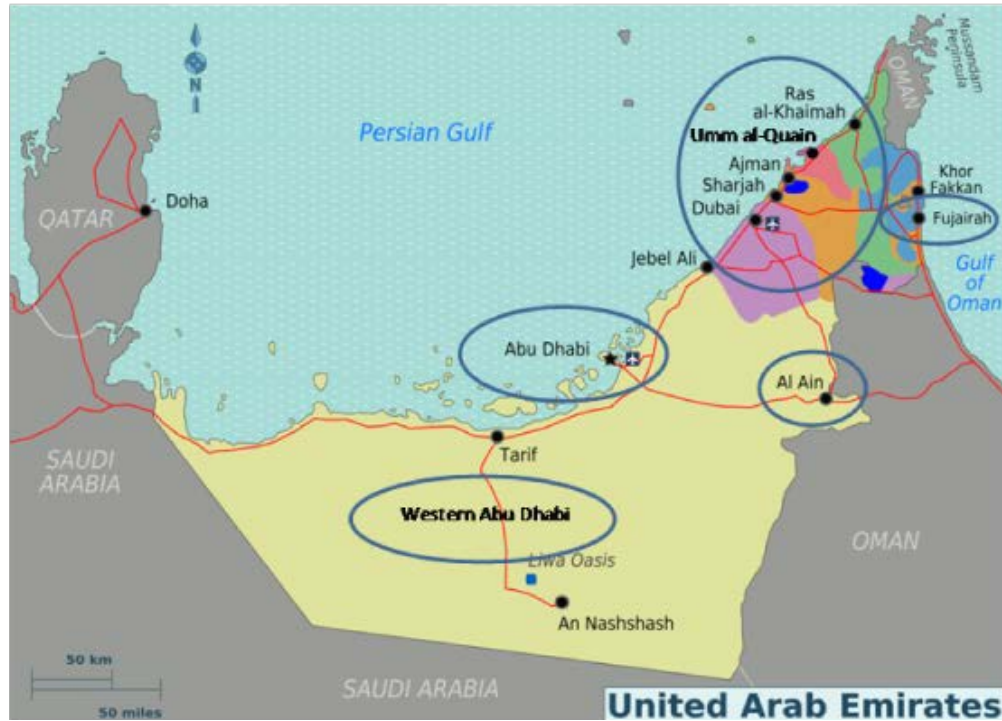 N
Mussandam
Peninsula
OMAN
Ras
al-Khaimah
Persian Gulf
Umm al-Quain
Ajman
Khor
Fakkan
Sharjah
QATAR
Doha
Dubai
Fujairah
Jebel Ali
Gulf
of
Oman
Abu Dhabi
Al Ain
Tarif
SAUDI
ARABIA
Western Abu Dhabi
OMAN
Liwa Oasis
An Nashshash
50 km
SAUDI ARABIA
50 miles
United Arab Emirates